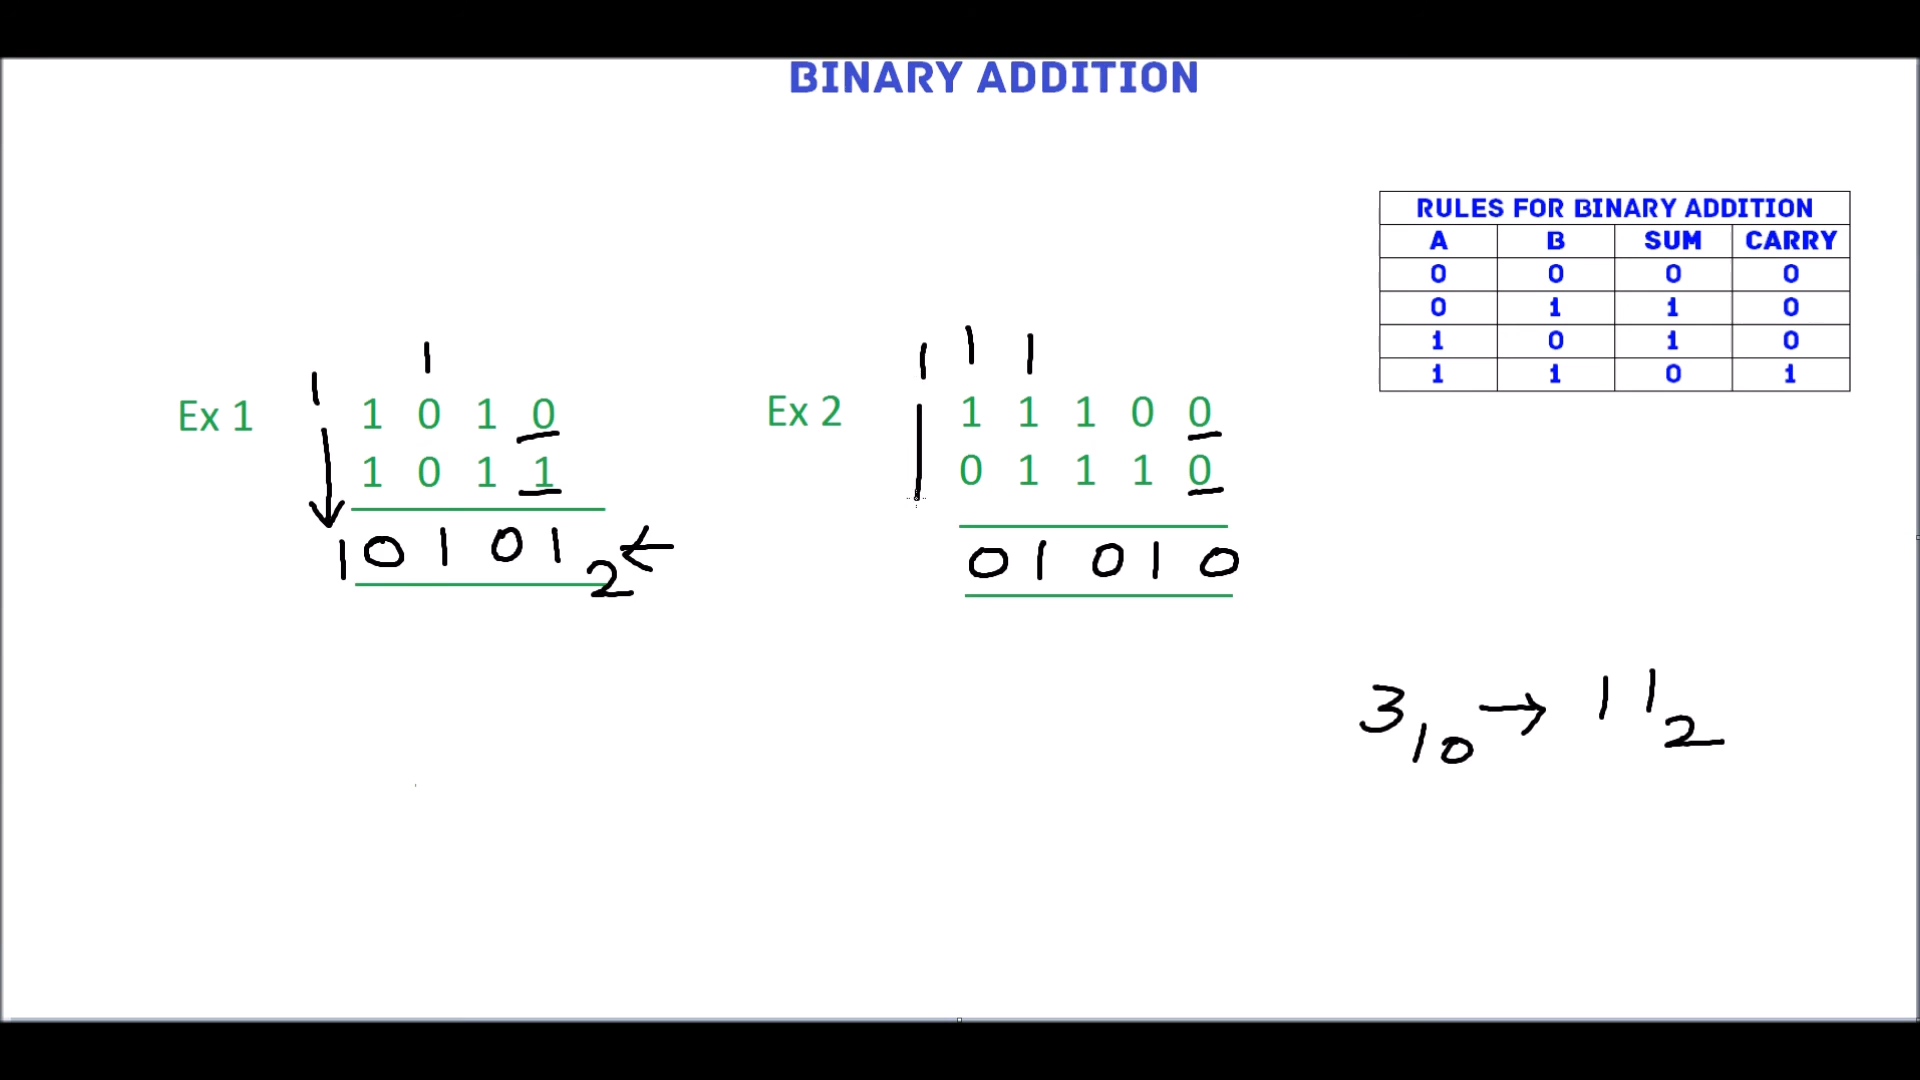 BINARY ADDITION
RULES FOR BINARY ADDITION
A B SUM CARRY
0 0 0 0
0 1 1 0
1 0 1 0
1 1 0 1
1 1
Ex 1 1 0 1 0
1 0 1 1
1 0 1 0 1 2 ←
1 1 1
Ex 2 1 1 1 0 0
0 1 1 1 0
0 1 0 1 0
3 10 → 1 1 2